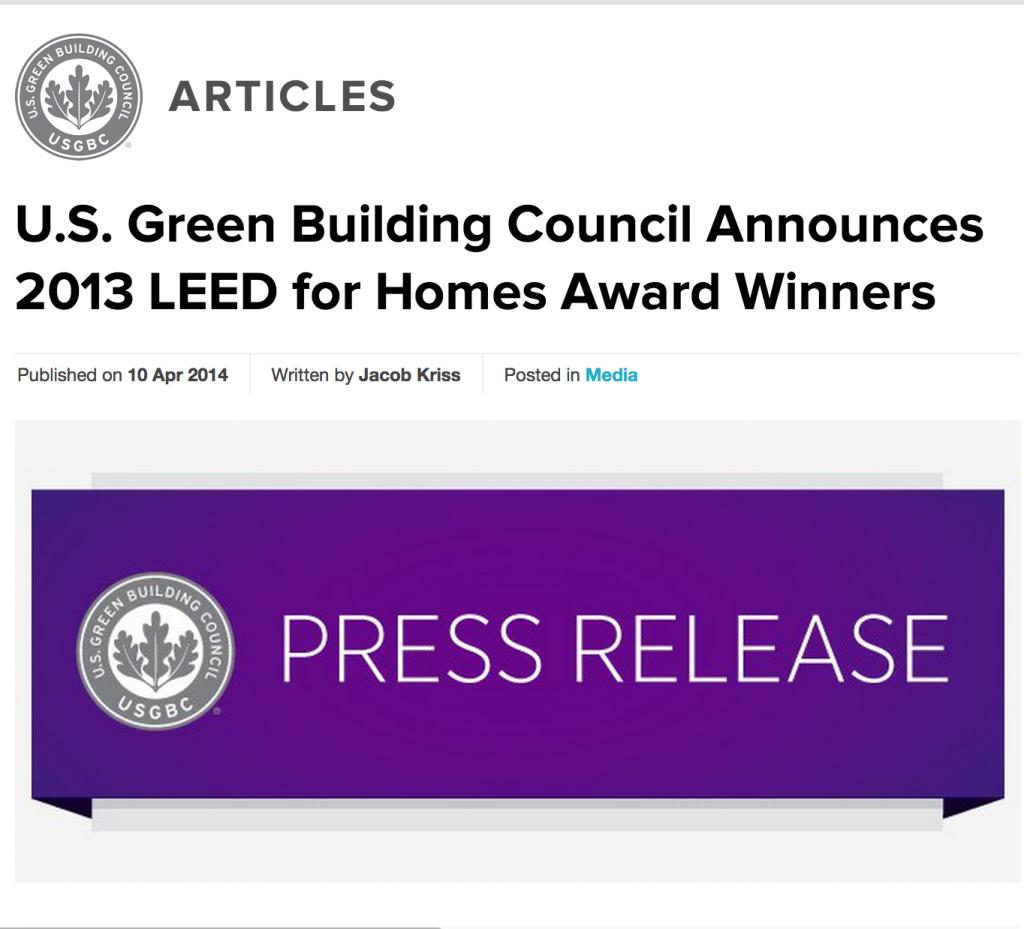 U.S. GREEN BUILDING COUNCIL
USGBC
®
ARTICLES
U.S. Green Building Council Announces
2013 LEED for Homes Award Winners
Published on 10 Apr 2014
Written by Jacob Kriss
Posted in Media
U.S. GREEN BUILDING COUNCIL
USGBC
®
PRESS RELEASE